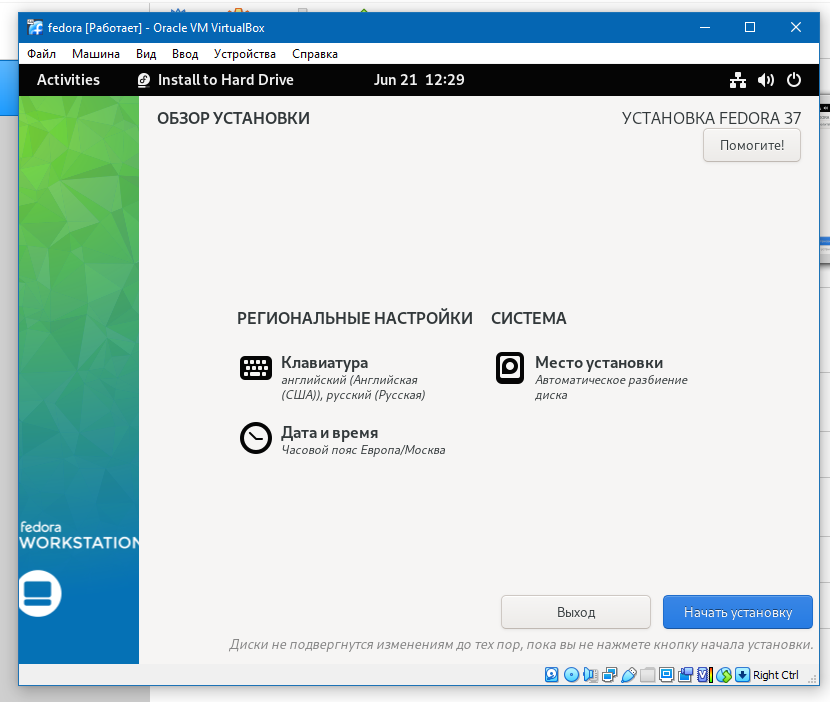 fedora [Работает] - Oracle VM VirtualBox
Файл Машина Вид Ввод Устройства Справка
Activities Install to Hard Drive Jun 21 12:29
ОБЗОР УСТАНОВКИ
УСТАНОВКА FEDORA 37
Помогите!
РЕГИОНАЛЬНЫЕ НАСТРОЙКИ
СИСТЕМА
Клавиатура
английский (Английская
(США)), русский (Русская)
Место установки
Автоматическое разбиение
диска
Дата и время
Часовой пояс Европа/Москва
fedora
WORKSTATION
Выход
Начать установку
Диски не подвергнутся изменениям до тех пор, пока вы не нажмете кнопку начала установки.
Right Ctrl